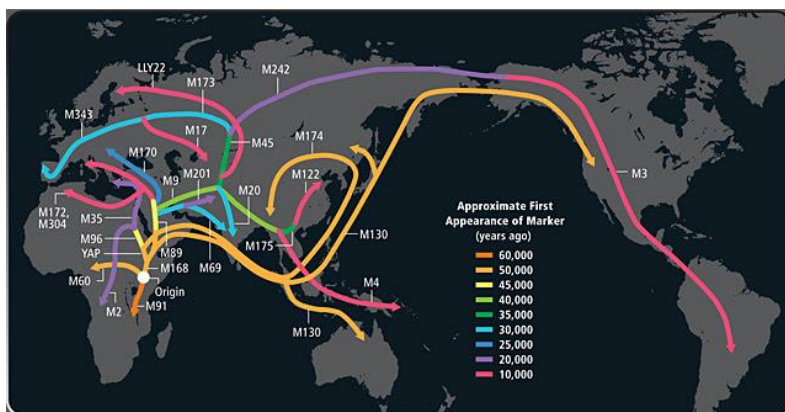 LLY22
M173
M242
M343
M174
M17
M45
M170
M201
M9
M122
M20
M3
M172,
M304
M35
M96
YAP
M175
M130
M89
M168
M69
M60
Origin
M4
M2
M91
M130
Approximate First
Appearance of Marker
(years ago)
60,000
50,000
45,000
40,000
35,000
30,000
25,000
20,000
10,000